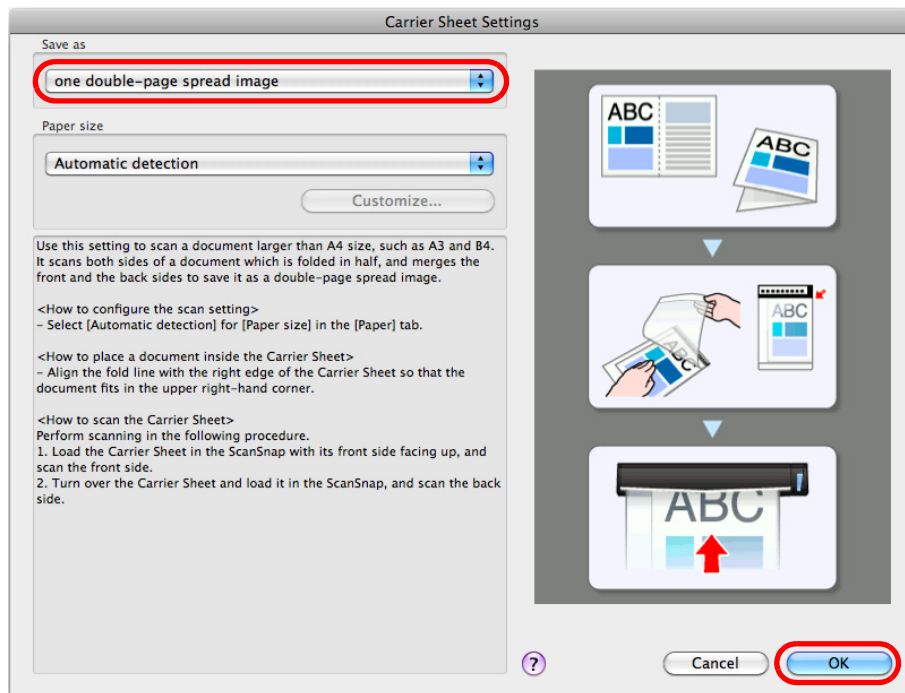 Carrier Sheet Settings
Save as
one double-page spread image
Paper size
Automatic detection
Customize...
Use this setting to scan a document larger than A4 size, such as A3 and B4.
It scans both sides of a document which is folded in half, and merges the
front and the back sides to save it as a double-page spread image.
<How to configure the scan setting>
- Select [Automatic detection] for [Paper size] in the [Paper] tab.
<How to place a document inside the Carrier Sheet>
- Align the fold line with the right edge of the Carrier Sheet so that the
document fits in the upper right-hand corner.
<How to scan the Carrier Sheet>
Perform scanning in the following procedure.
1. Load the Carrier Sheet in the ScanSnap with its front side facing up, and
scan the front side.
2. Turn over the Carrier Sheet and load it in the ScanSnap, and scan the back
side.
ABC
ABC
ABC
ABC
ABC
?
Cancel
OK